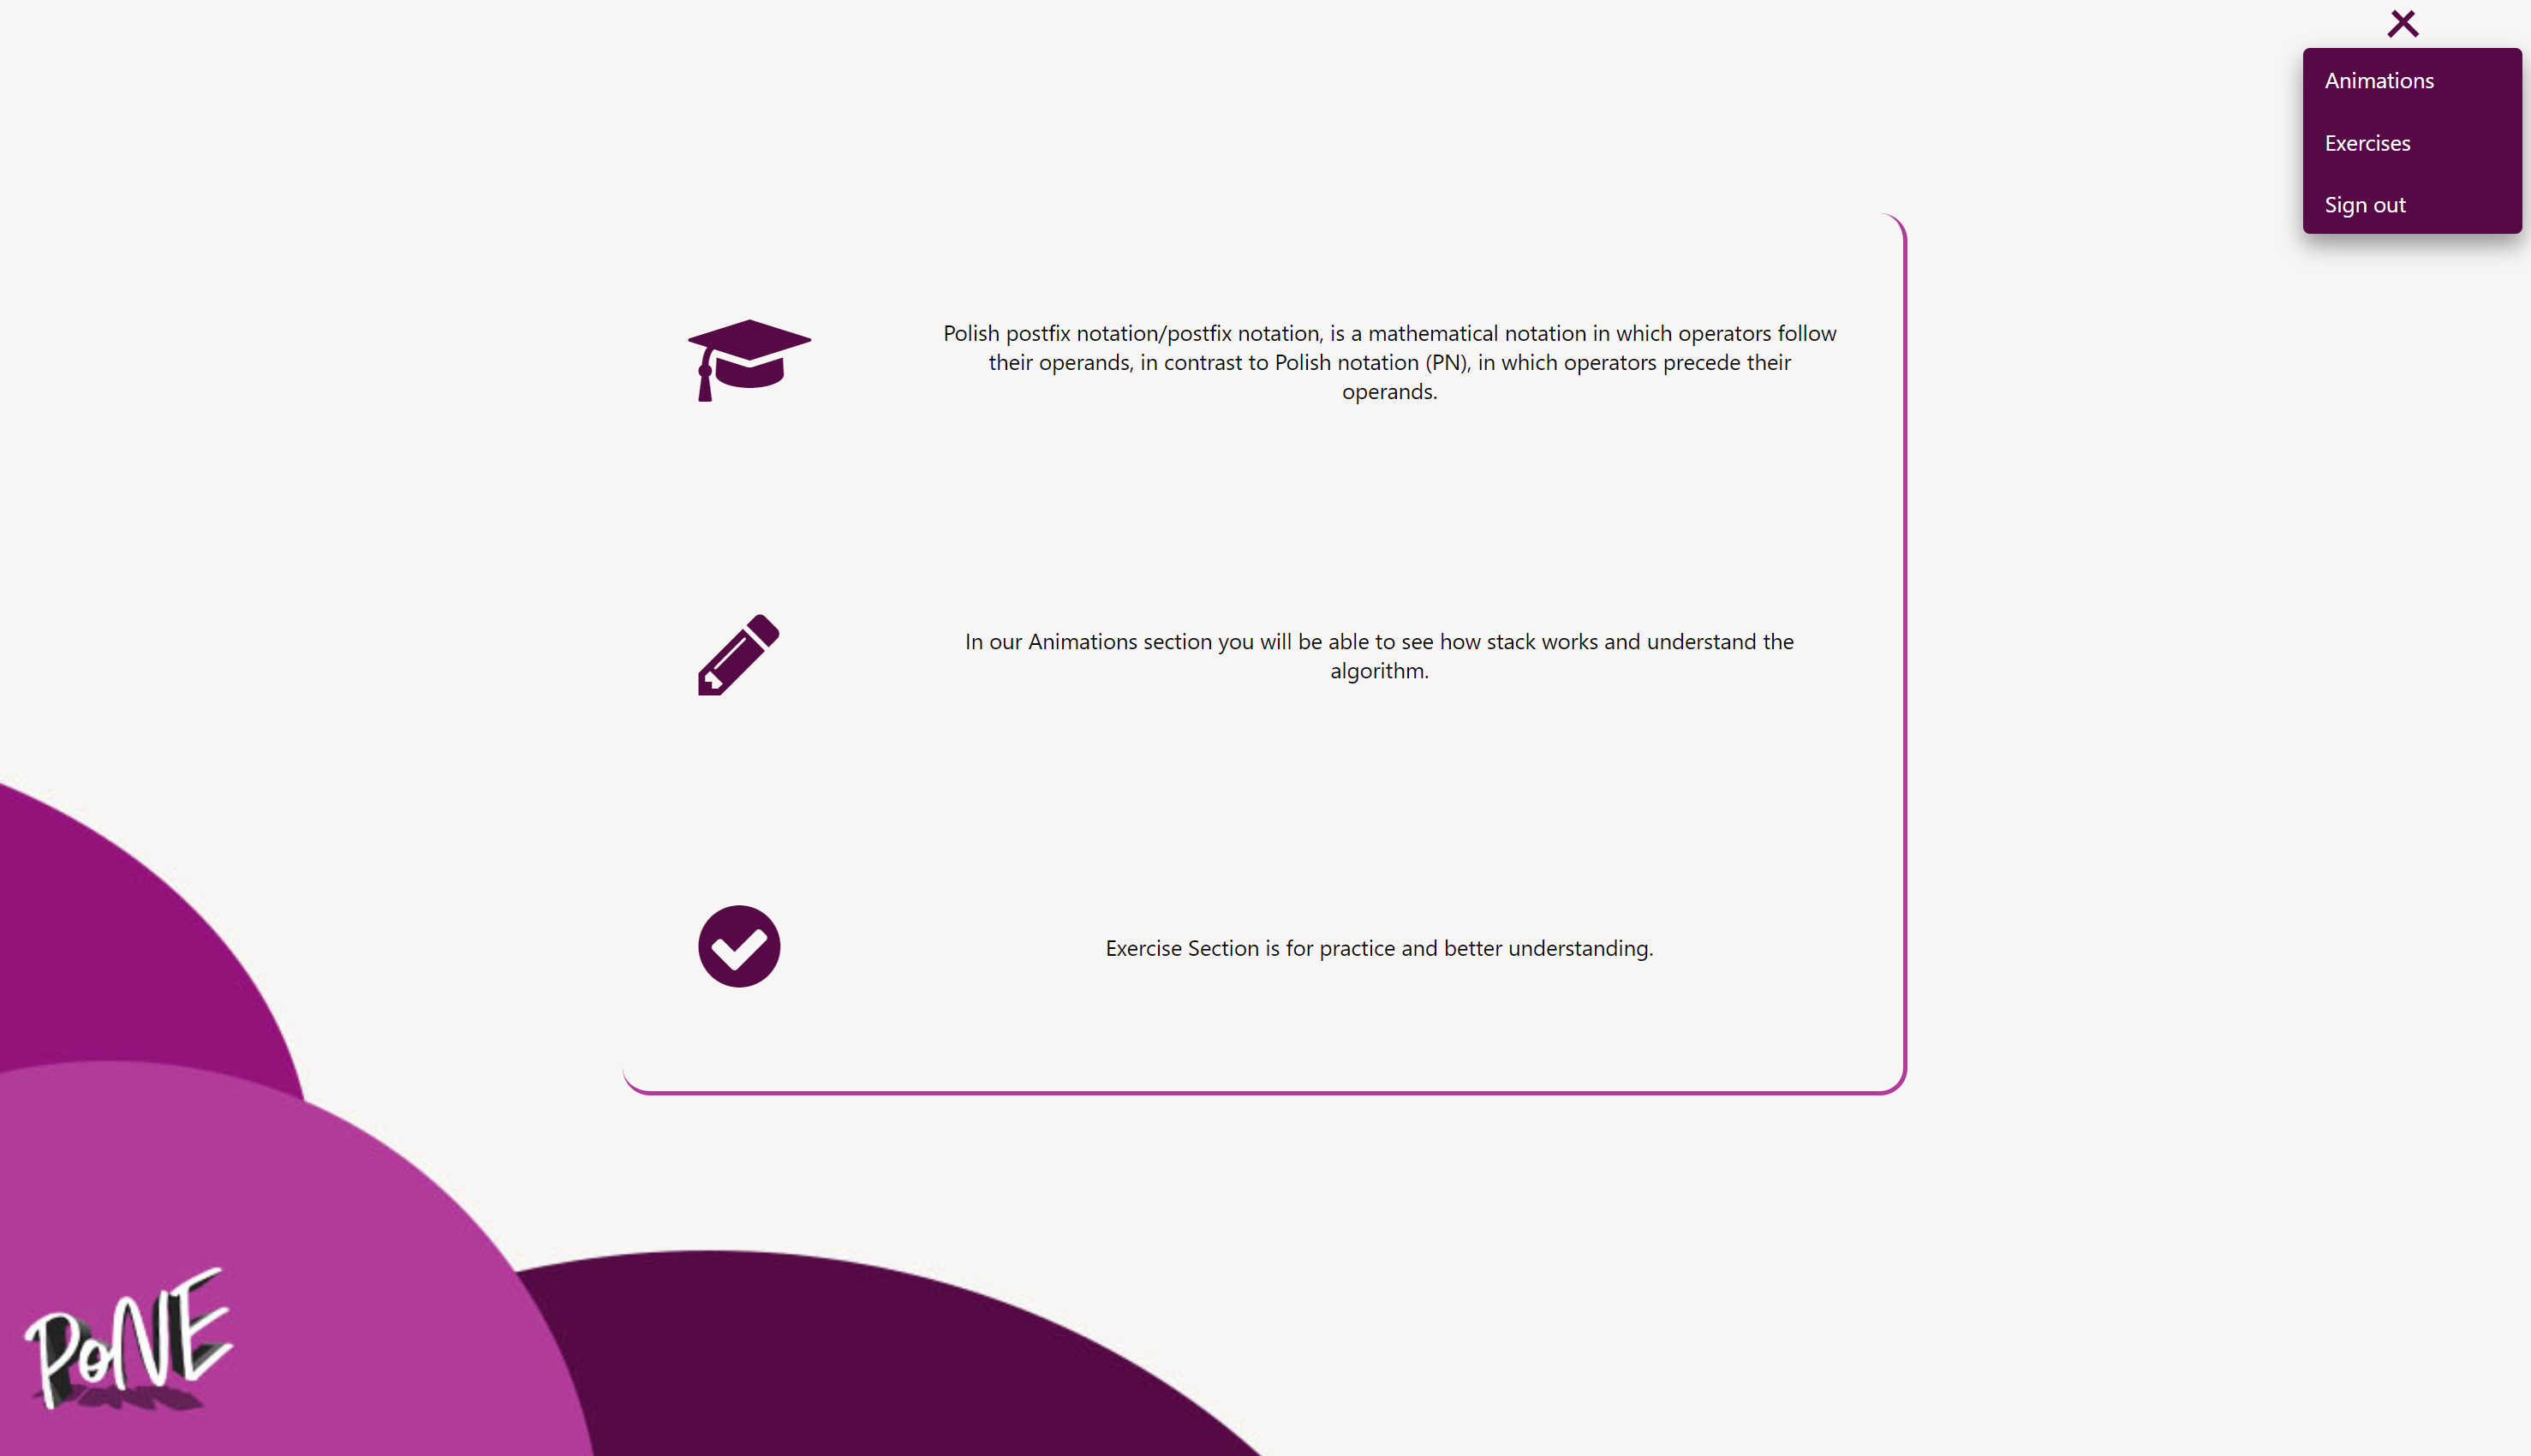 Animations
Exercises
Sign out
Polish postfix notation/postfix notation, is a mathematical notation in which operators follow
their operands, in contrast to Polish notation (PN), in which operators precede their
operands.
In our Animations section you will be able to see how stack works and understand the
algorithm.
Exercise Section is for practice and better understanding.
PoNE